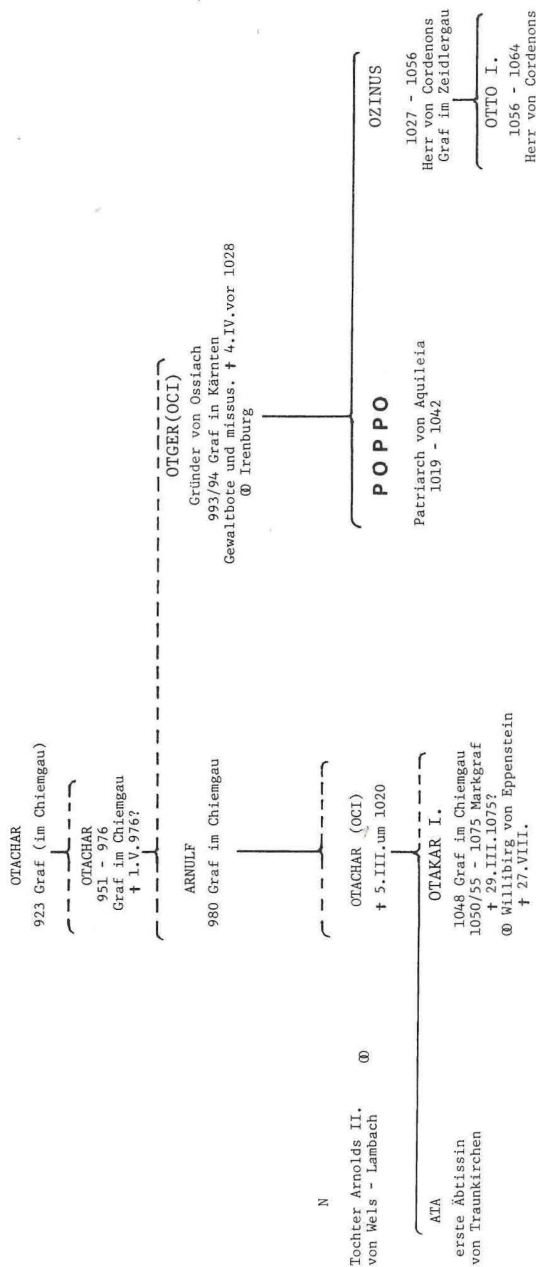 OTACHAR
923 Graf (im Chiemgau)
OTACHAR
951 - 976
Graf im Chiemgau
† 1.V.976?
ARNULF
980 Graf im Chiemgau
OTGER(OCI)
Gründer von Ossiach
993/94 Graf in Kärnten
Gewaltbote und missus. † 4.IV.vor 1028
⚭ Irenburg
N
Tochter Arnolds II.
von Wels - Lambach
⚭
OTACHAR (OCI)
† 5.III.um 1020
POPPO
Patriarch von Aquileia
1019 - 1042
OZINUS
1027 - 1056
Herr von Cordenons
Graf im Zeidlergau
ATA
erste Äbtissin
von Traunkirchen
OTAKAR I.
1048 Graf im Chiemgau
1050/55 - 1075 Markgraf
† 29.III.1075?
⚭ Willibirg von Eppenstein
† 27.VIII.
OTTO I.
1056 - 1064
Herr von Cordenons